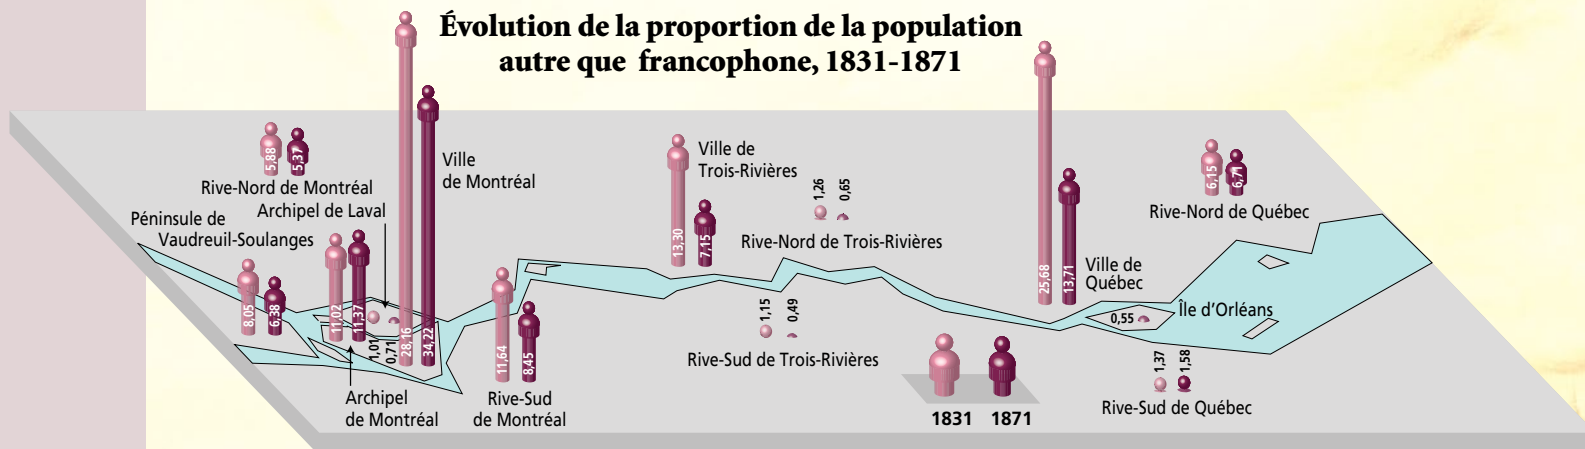 Évolution de la proportion de la population
autre que francophone, 1831-1871
5,88
5,37
Rive-Nord de Montréal
Archipel de Laval
Péninsule de
Vaudreuil-Soulanges
8,05
6,38
11,02
11,37
1,01
0,71
28,16
34,22
Ville
de Montréal
Archipel
de Montréal
11,64
8,45
Rive-Sud
de Montréal
13,30
7,15
Ville de
Trois-Rivières
1,26
0,65
Rive-Nord de Trois-Rivières
1,15
0,49
Rive-Sud de Trois-Rivières
1831
1871
25,68
13,71
Ville de
Québec
6,15
6,71
Rive-Nord de Québec
0,55
Île d'Orléans
1,37
1,58
Rive-Sud de Québec